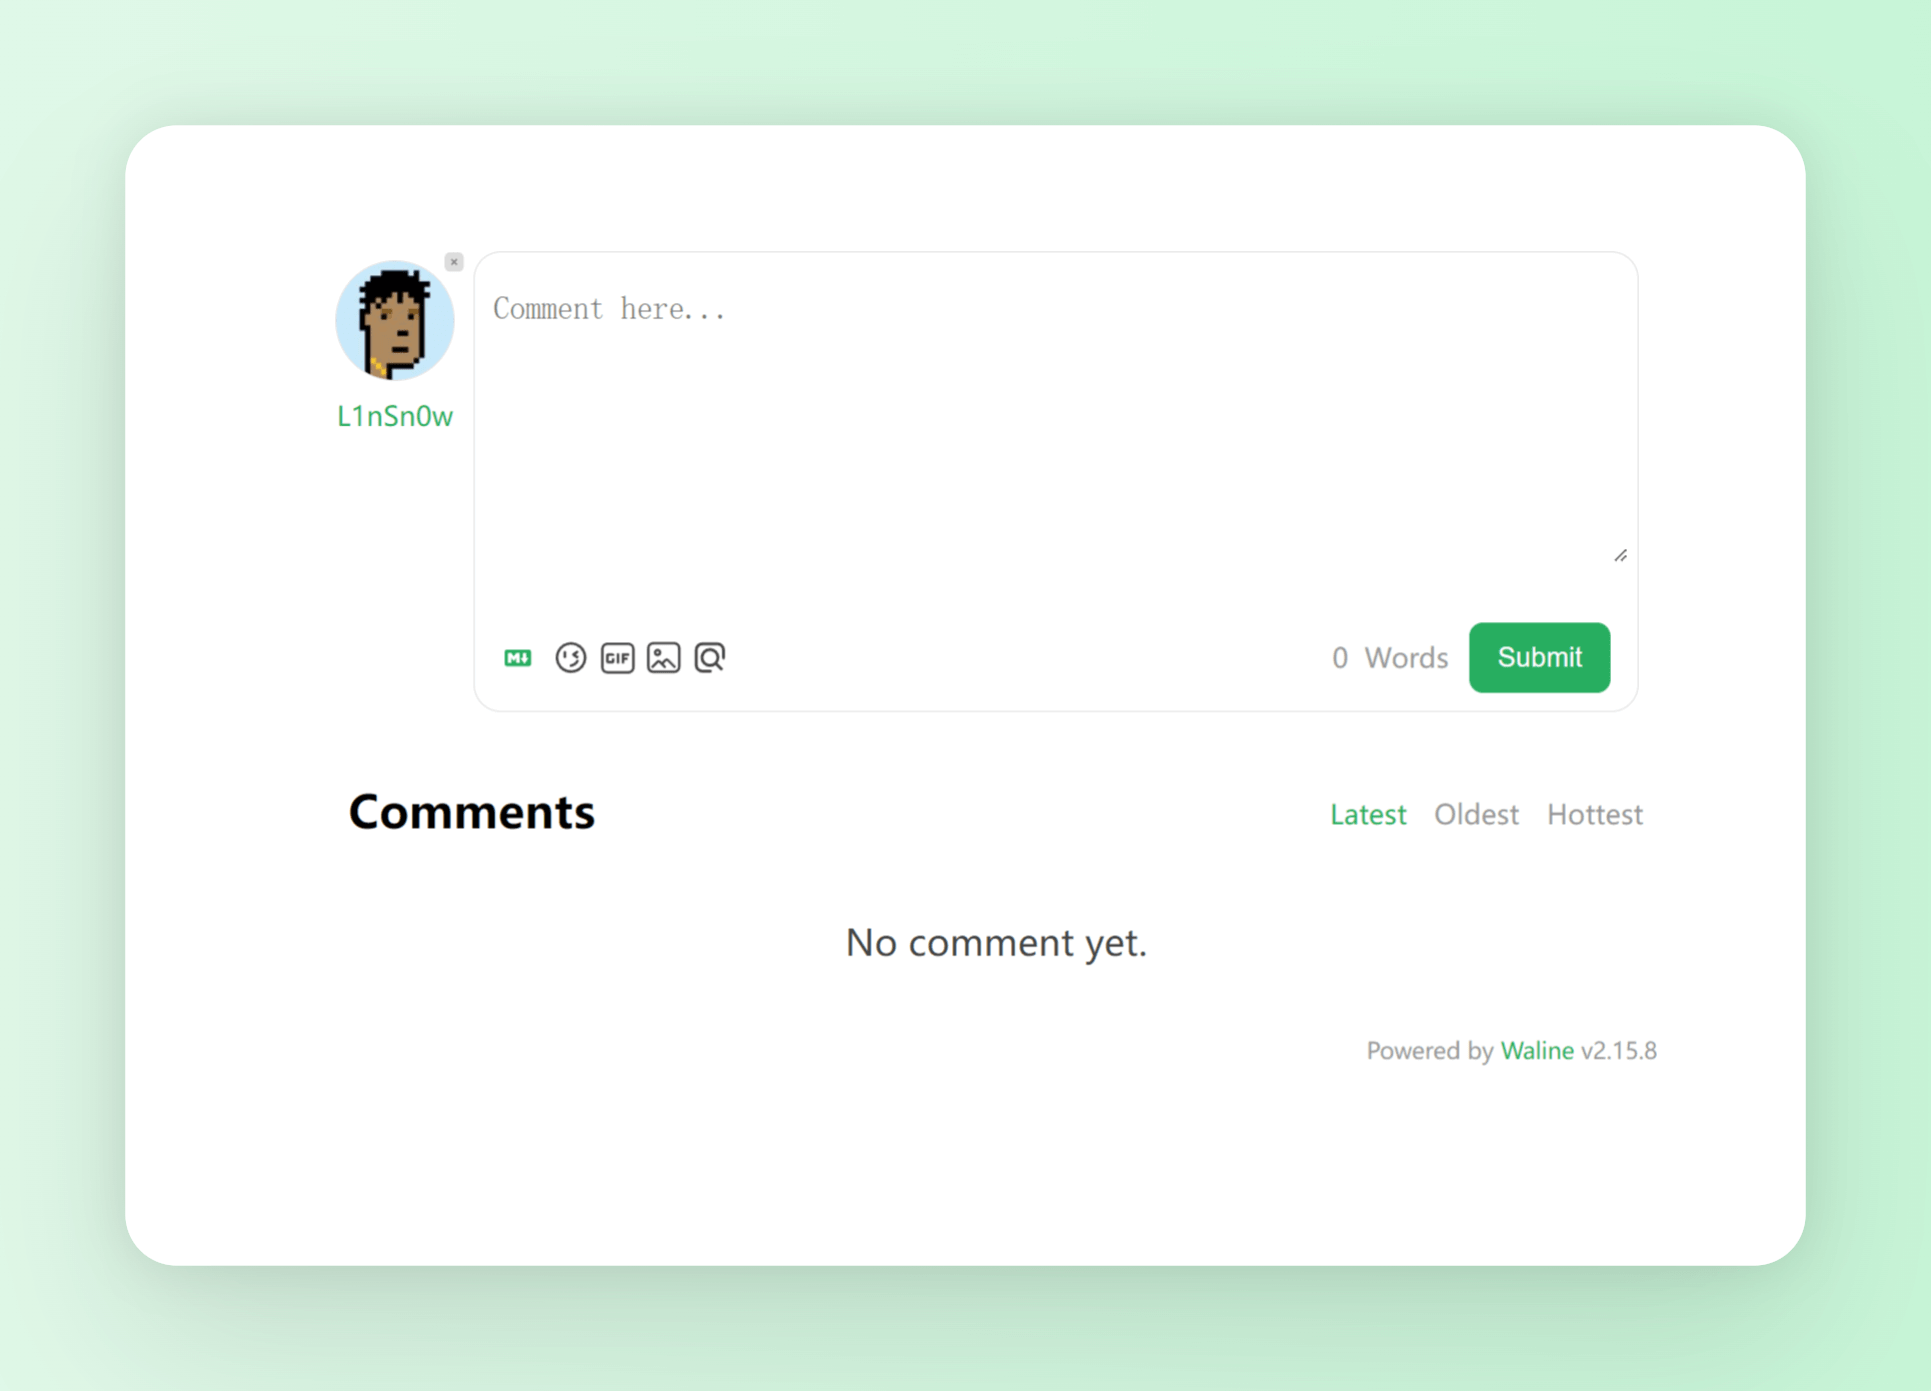 Comment here...
L1nSn0w
M↓ GIF 0 Words Submit
Comments Latest Oldest Hottest
No comment yet.
Powered by Waline v2.15.8